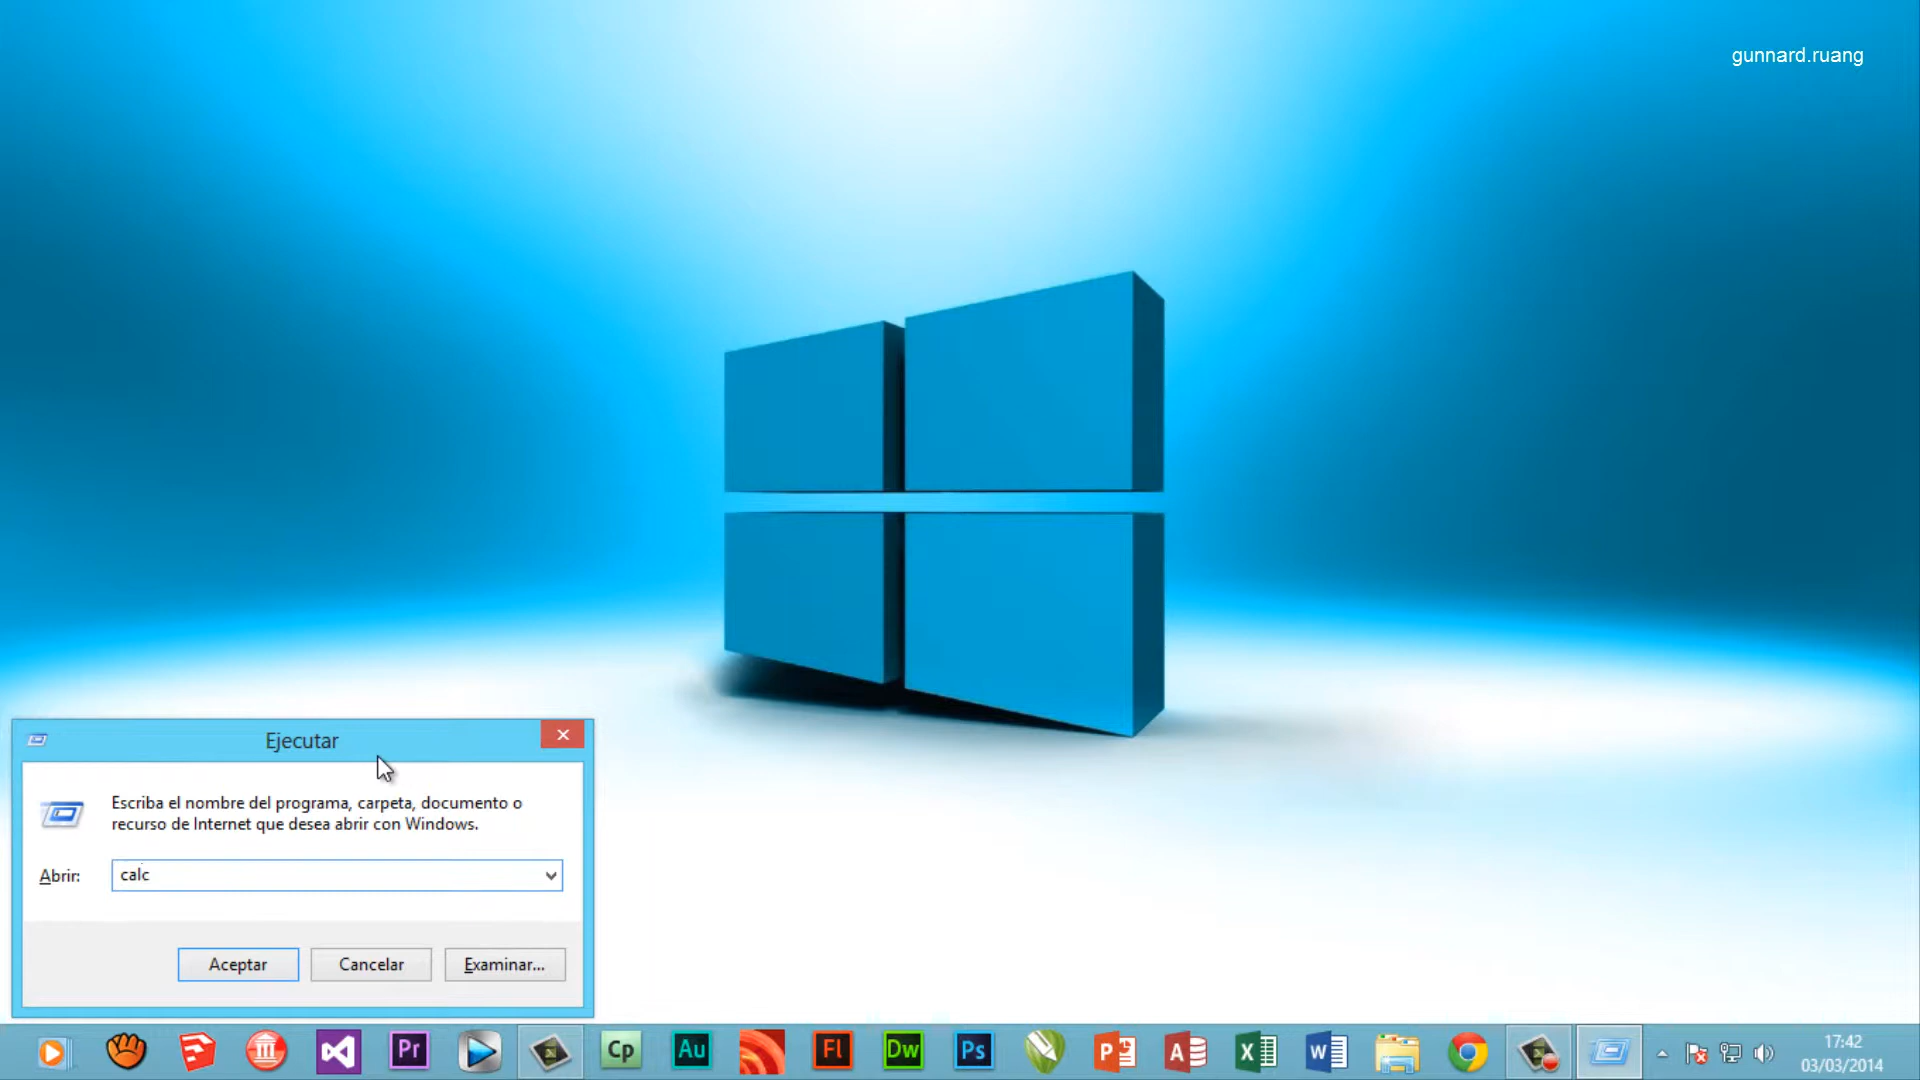 gunnard.ruang
Ejecutar
Escriba el nombre del programa, carpeta, documento o
recurso de Internet que desea abrir con Windows.
Abrir: calc
Aceptar Cancelar Examinar...
Pr Cp Au Fl Dw Ps P A X W
17:42
03/03/2014